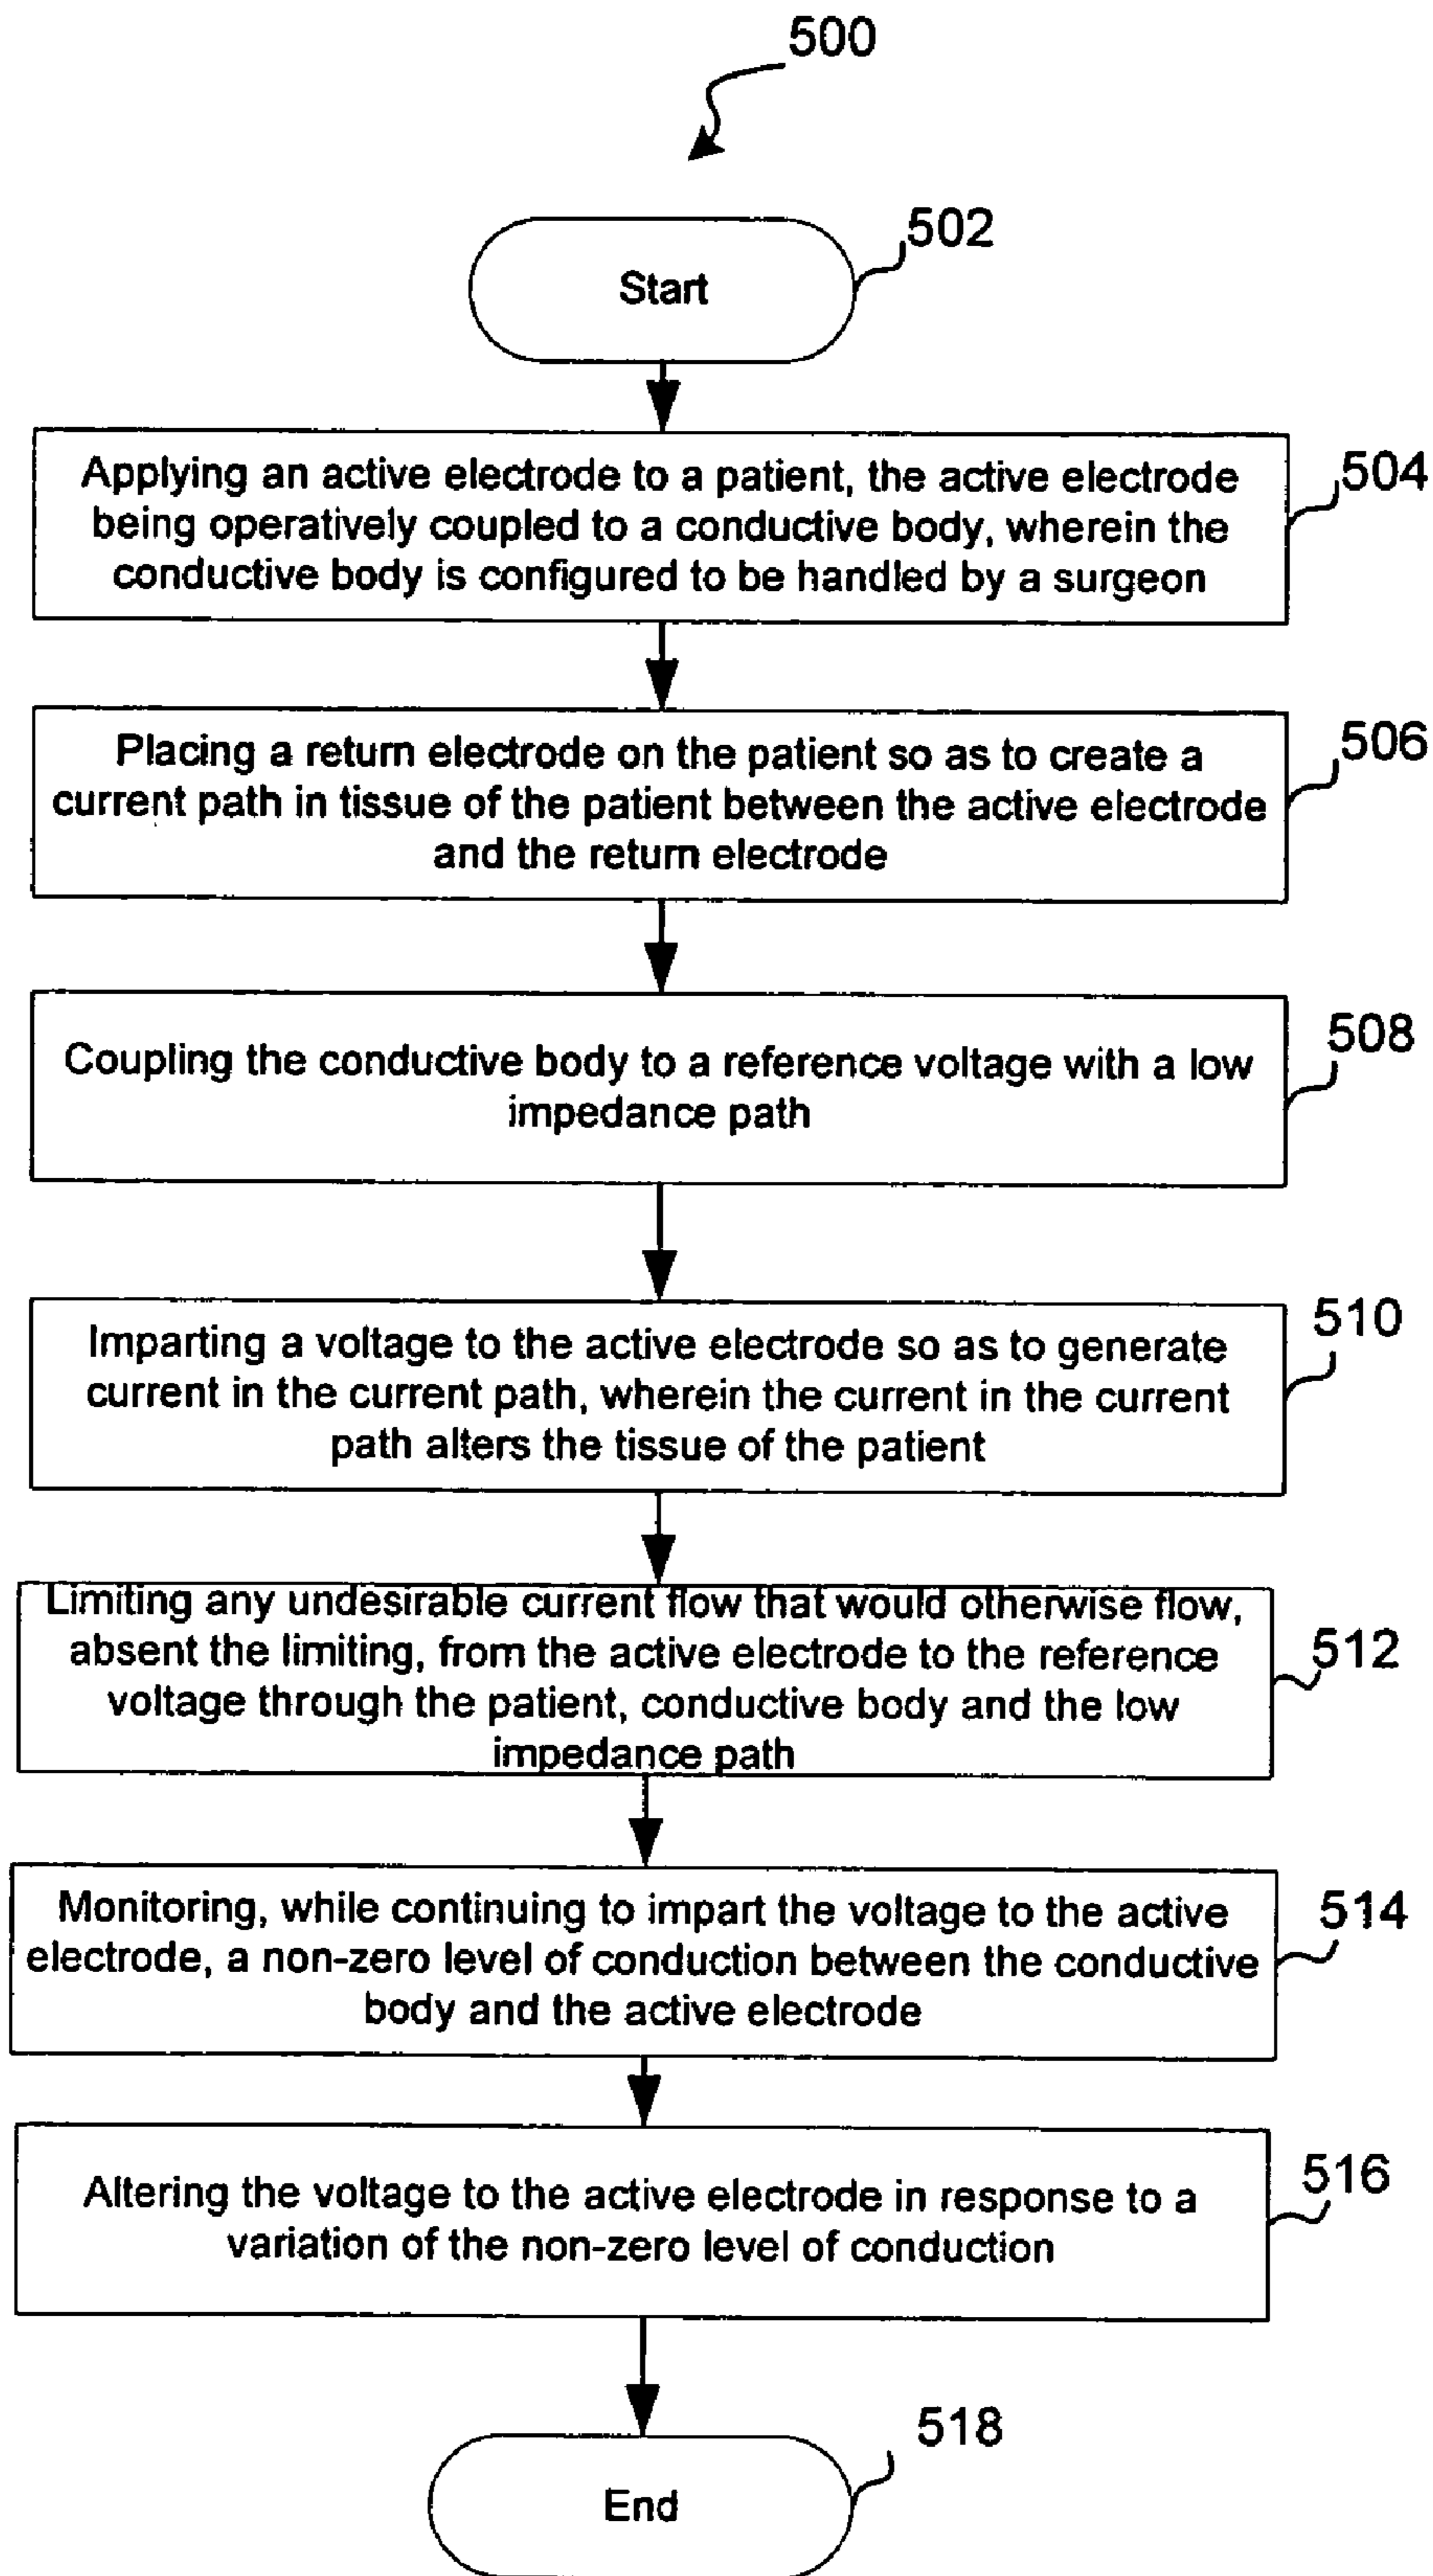 500
502
Start
504
Applying an active electrode to a patient, the active electrode
being operatively coupled to a conductive body, wherein the
conductive body is configured to be handled by a surgeon
506
Placing a return electrode on the patient so as to create a
current path in tissue of the patient between the active electrode
and the return electrode
508
Coupling the conductive body to a reference voltage with a low
impedance path
510
Imparting a voltage to the active electrode so as to generate
current in the current path, wherein the current in the current
path alters the tissue of the patient
512
Limiting any undesirable current flow that would otherwise flow,
absent the limiting, from the active electrode to the reference
voltage through the patient, conductive body and the low
impedance path
514
Monitoring, while continuing to impart the voltage to the active
electrode, a non-zero level of conduction between the conductive
body and the active electrode
516
Altering the voltage to the active electrode in response to a
variation of the non-zero level of conduction
518
End